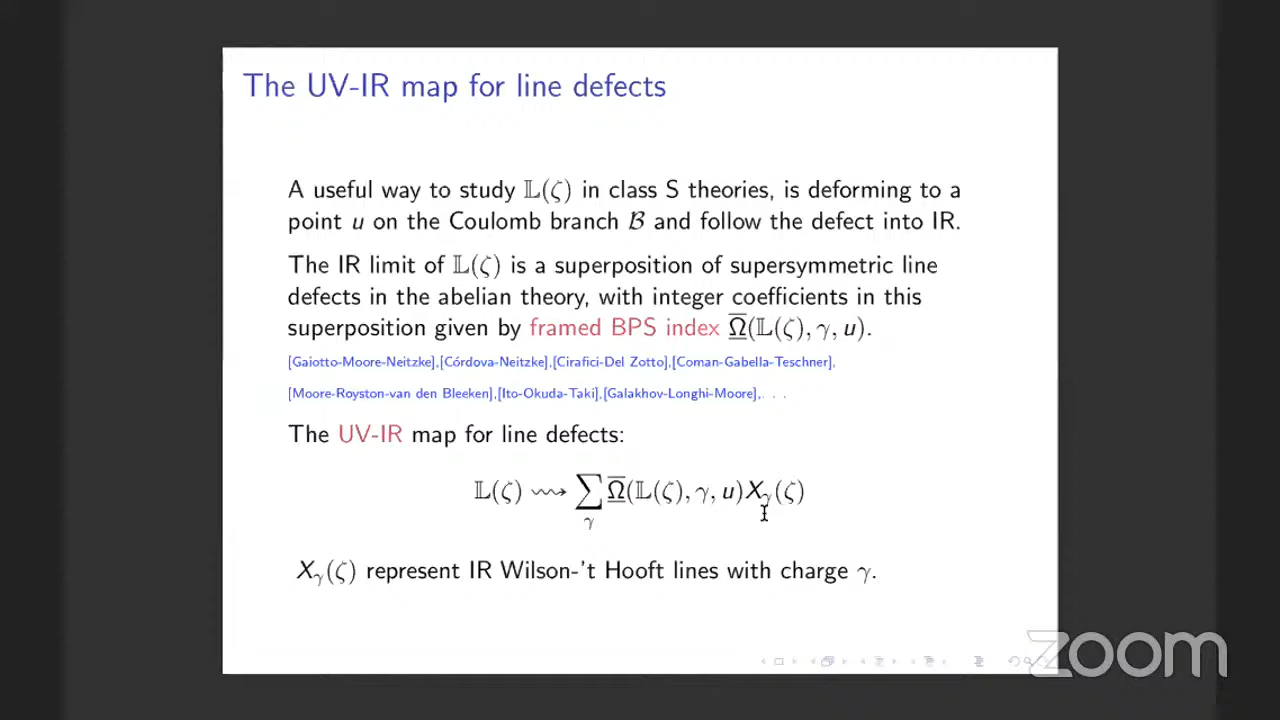 The UV-IR map for line defects
A useful way to study 𝕃(ζ) in class S theories, is deforming to a
point u on the Coulomb branch ℬ and follow the defect into IR.
The IR limit of 𝕃(ζ) is a superposition of supersymmetric line
defects in the abelian theory, with integer coefficients in this
superposition given by framed BPS index Ω̲̅(𝕃(ζ), γ, u).
[Gaiotto-Moore-Neitzke],[Córdova-Neitzke],[Cirafici-Del Zotto],[Coman-Gabella-Teschner],
[Moore-Royston-van den Bleeken],[Ito-Okuda-Taki],[Galakhov-Longhi-Moore],. . .
The UV-IR map for line defects:
𝕃(ζ) ⇝ ∑_γ Ω̲̅(𝕃(ζ), γ, u)X_γ(ζ)
X_γ(ζ) represent IR Wilson-'t Hooft lines with charge γ.
zoom